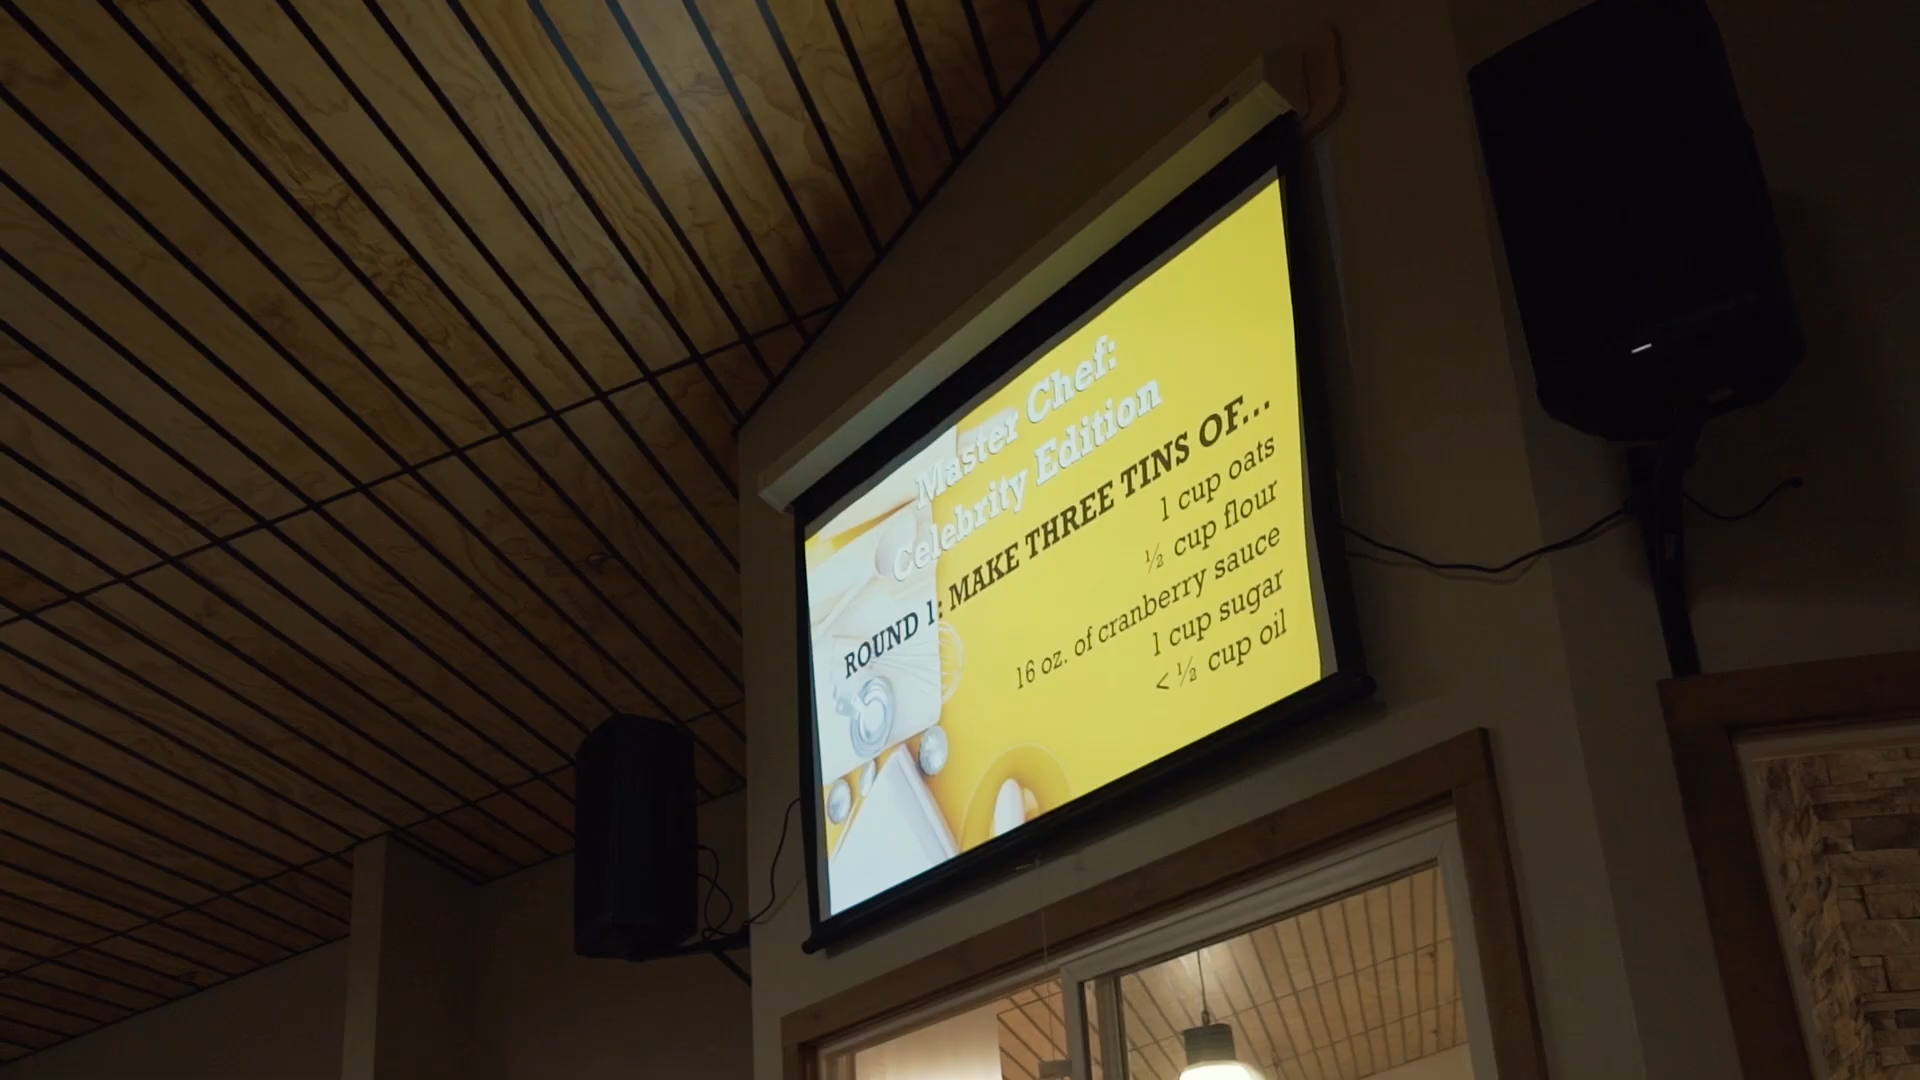 Master Chef:
Celebrity Edition
ROUND 1: MAKE THREE TINS OF...
1 cup oats
½ cup flour
16 oz. of cranberry sauce
1 cup sugar
< ½ cup oil